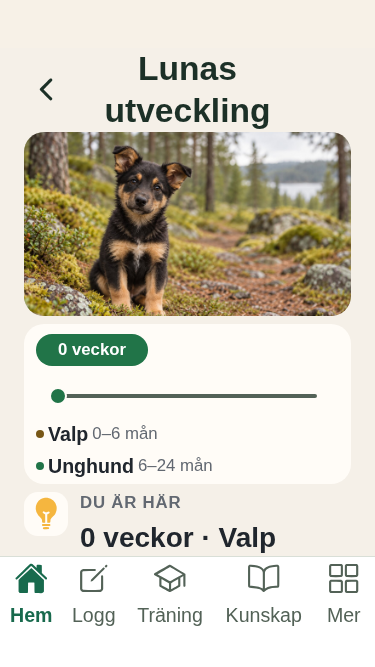 Lunas
utveckling
0 veckor
Valp 0–6 mån
Unghund 6–24 mån
DU ÄR HÄR
0 veckor · Valp
Hem Logg Träning Kunskap Mer